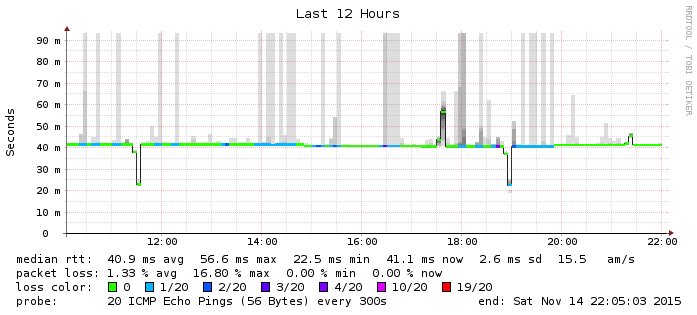 Last 12 Hours
RRDTOOL / TOBI OETIKER
Seconds
90 m
80 m
70 m
60 m
50 m
40 m
30 m
20 m
10 m
0
12:00 14:00 16:00 18:00 20:00 22:00
median rtt: 40.9 ms avg 56.6 ms max 22.5 ms min 41.1 ms now 2.6 ms sd 15.5 am/s
packet loss: 1.33 % avg 16.80 % max 0.00 % min 0.00 % now
loss color: 0 1/20 2/20 3/20 4/20 10/20 19/20
probe: 20 ICMP Echo Pings (56 Bytes) every 300s end: Sat Nov 14 22:05:03 2015